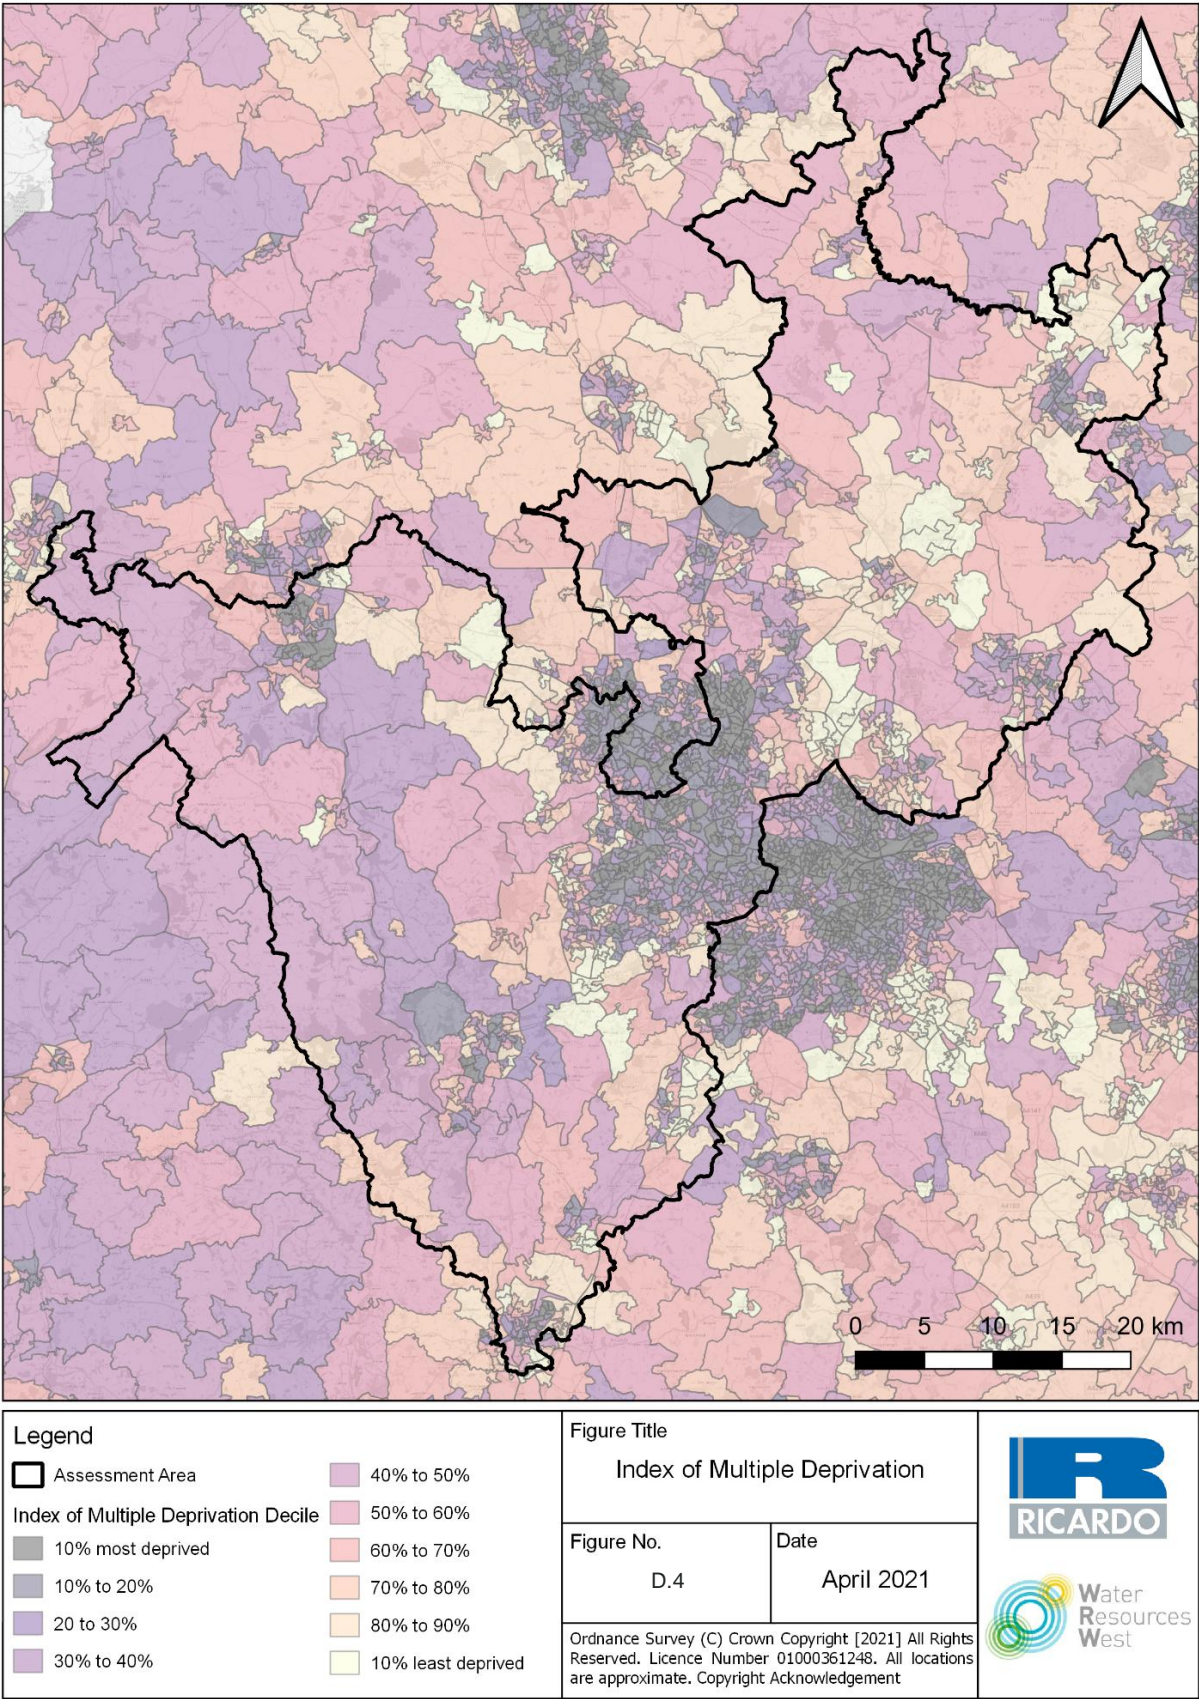 0 5 10 15 20 km
Legend
Assessment Area
Index of Multiple Deprivation Decile
10% most deprived
10% to 20%
20 to 30%
30% to 40%
40% to 50%
50% to 60%
60% to 70%
70% to 80%
80% to 90%
10% least deprived
Figure Title
Index of Multiple Deprivation
Figure No.
D.4
Date
April 2021
Ordnance Survey (C) Crown Copyright [2021] All Rights
Reserved. Licence Number 01000361248. All locations
are approximate. Copyright Acknowledgement
R
RICARDO
Water
Resources
West